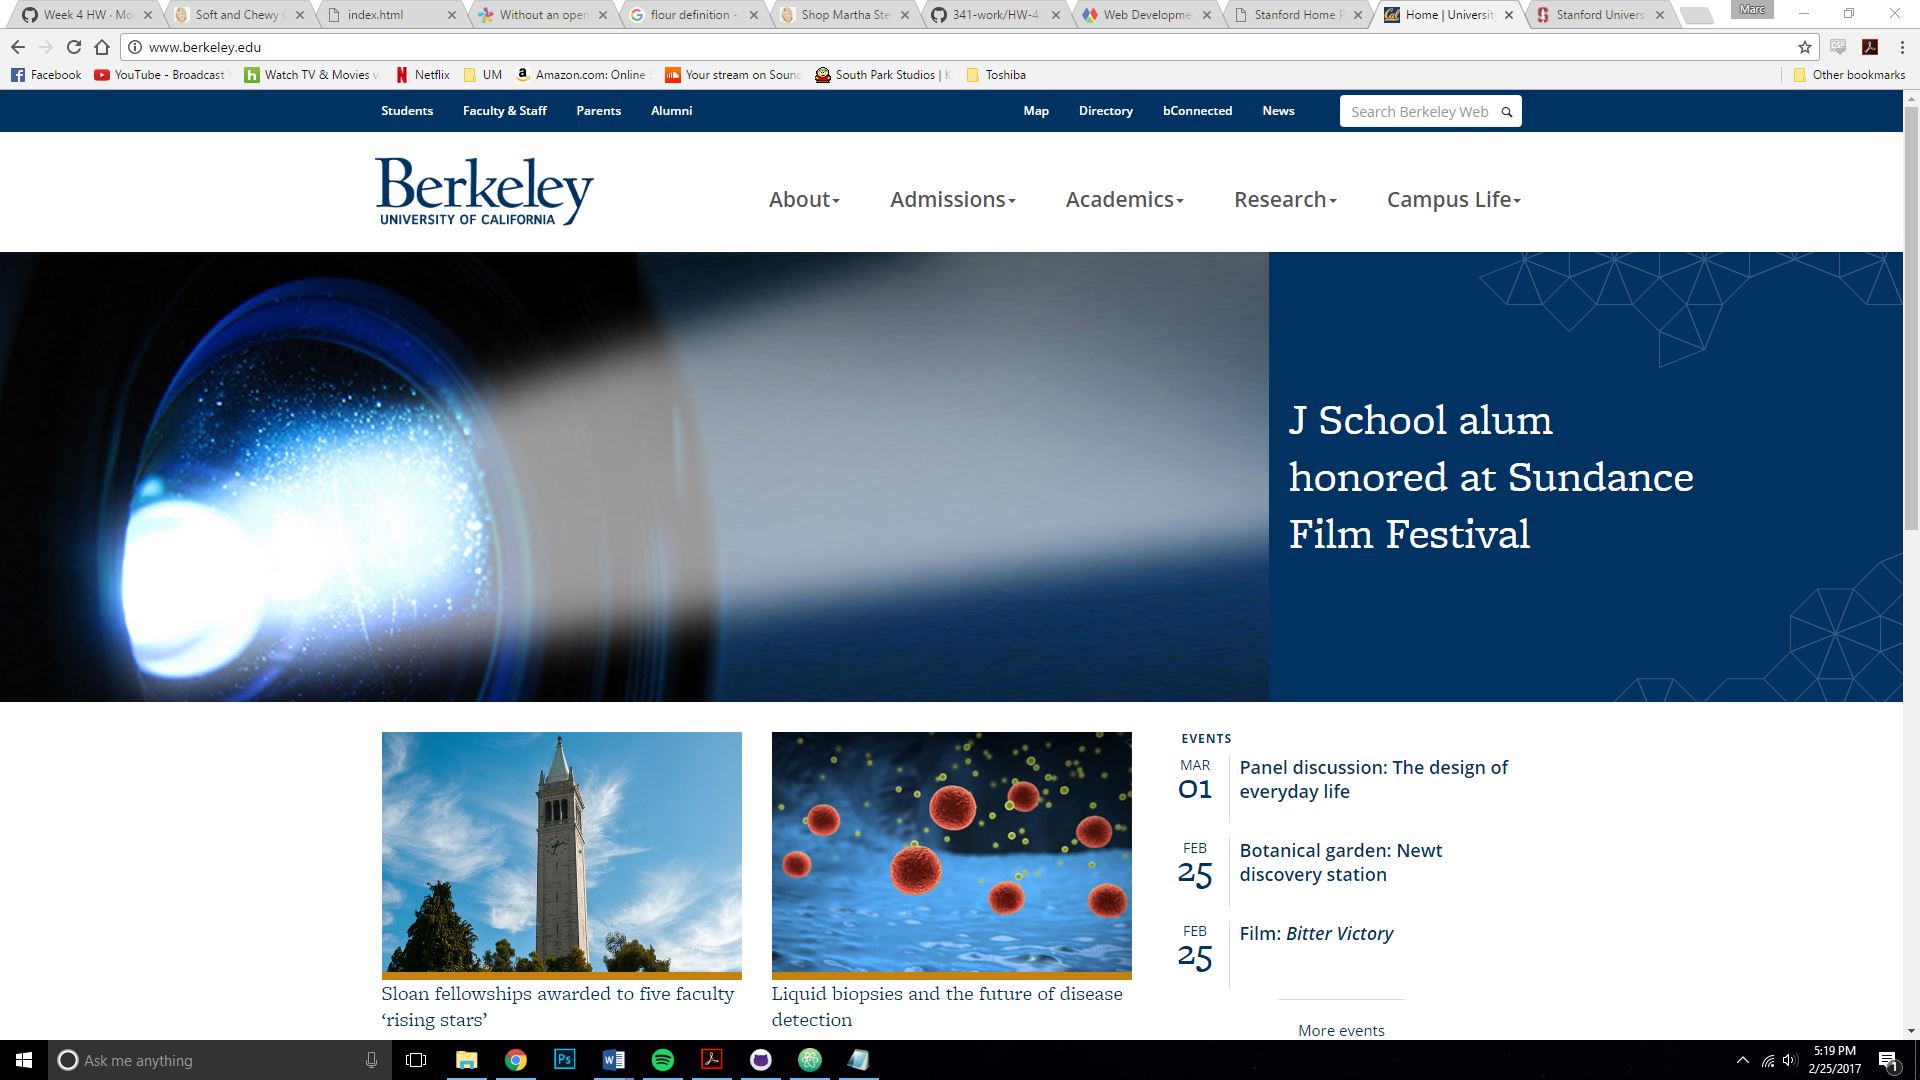 Week 4 HW · Mo
Soft and Chewy C
index.html
Without an open
flour definition -
Shop Martha Ste
341-work/HW-4
Web Developme
Stanford Home P
Home | Universit
Stanford Univers
Marc
www.berkeley.edu
Facebook
YouTube - Broadcast
Watch TV & Movies
Netflix
UM
Amazon.com: Online
Your stream on Soun
South Park Studios |
Toshiba
Other bookmarks
Students
Faculty & Staff
Parents
Alumni
Map
Directory
bConnected
News
Search Berkeley Web
Berkeley
UNIVERSITY OF CALIFORNIA
About
Admissions
Academics
Research
Campus Life
J School alum
honored at Sundance
Film Festival
Sloan fellowships awarded to five faculty
‘rising stars’
Liquid biopsies and the future of disease
detection
EVENTS
MAR
01
Panel discussion: The design of
everyday life
FEB
25
Botanical garden: Newt
discovery station
FEB
25
Film: Bitter Victory
More events
Ask me anything
Ps
5:19 PM
2/25/2017
1